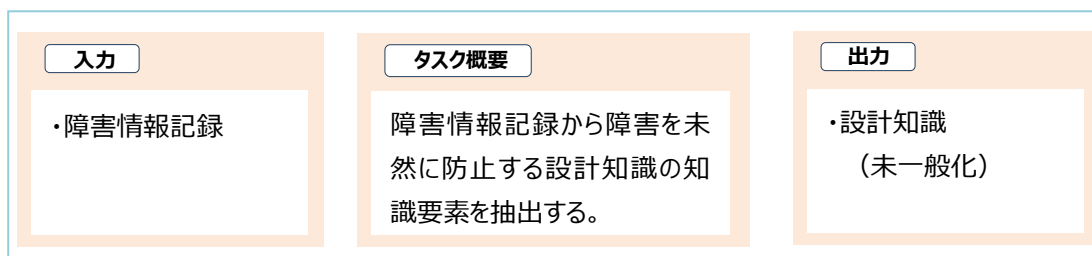 入力
・障害情報記録
タスク概要
障害情報記録から障害を未
然に防止する設計知識の知
識要素を抽出する。
出力
・設計知識
（未一般化）